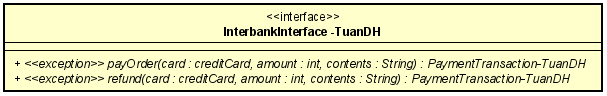 <<interface>>
InterbankInterface -TuanDH
+ <<exception>> payOrder(card : creditCard, amount : int, contents : String) : PaymentTransaction-TuanDH
+ <<exception>> refund(card : creditCard, amount : int, contents : String) : PaymentTransaction-TuanDH